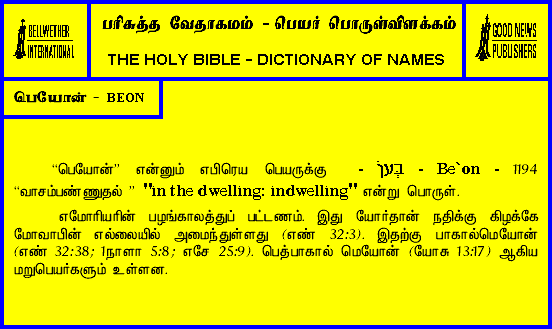 BELLWETHER
INTERNATIONAL
பரிசுத்த வேதாகமம் - பெயர் பொருள்விளக்கம்
THE HOLY BIBLE - DICTIONARY OF NAMES
GOOD NEWS
PUBLISHERS
பெயோன் - BEON
“பெயோன்” என்னும் எபிரெய பெயருக்கு - בְּעֹן - Be`on - 1194
“வாசம்பண்ணுதல் ” "in the dwelling: indwelling" என்று பொருள்.
எமோரியரின் பழங்காலத்துப் பட்டணம். இது யோர்தான் நதிக்கு கிழக்கே
மோவாபின் எல்லையில் அமைந்துள்ளது (எண் 32:3). இதற்கு பாகால்மெயோன்
(எண் 32:38; 1நாளா 5:8; எசே 25:9). பெத்பாகால் மெயோன் (யோசு 13:17) ஆகிய
மறுபெயர்களும் உள்ளன.